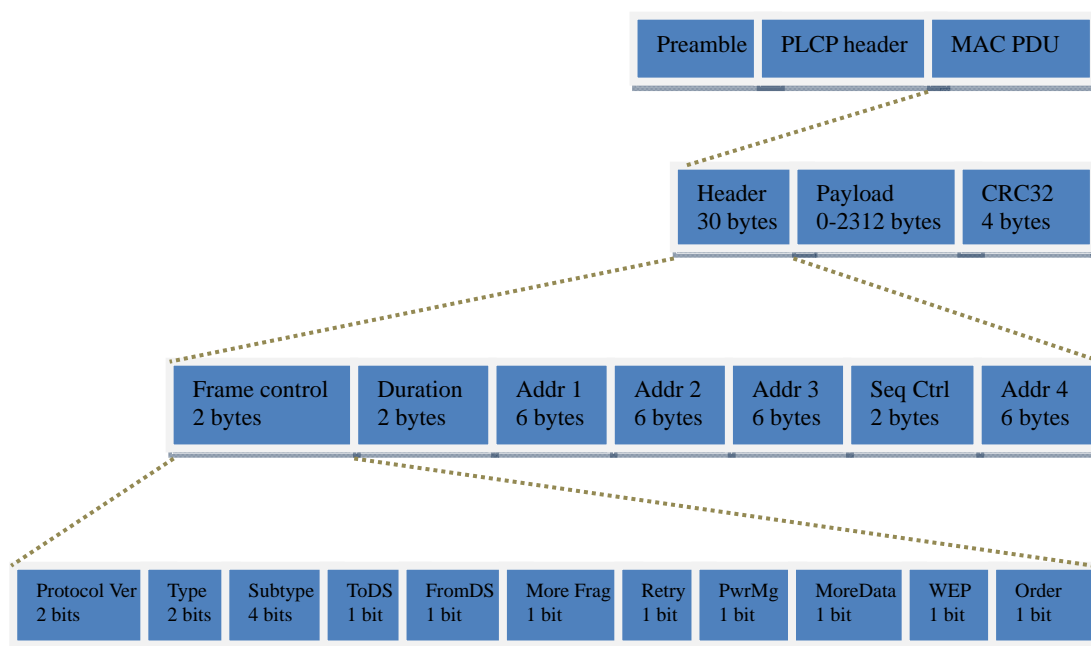 Preamble PLCP header MAC PDU
Header Payload CRC32
30 bytes 0-2312 bytes 4 bytes
Frame control Duration Addr 1 Addr 2 Addr 3 Seq Ctrl Addr 4
2 bytes 2 bytes 6 bytes 6 bytes 6 bytes 2 bytes 6 bytes
Protocol Ver Type Subtype ToDS FromDS More Frag Retry PwrMg MoreData WEP Order
2 bits 2 bits 4 bits 1 bit 1 bit 1 bit 1 bit 1 bit 1 bit 1 bit 1 bit